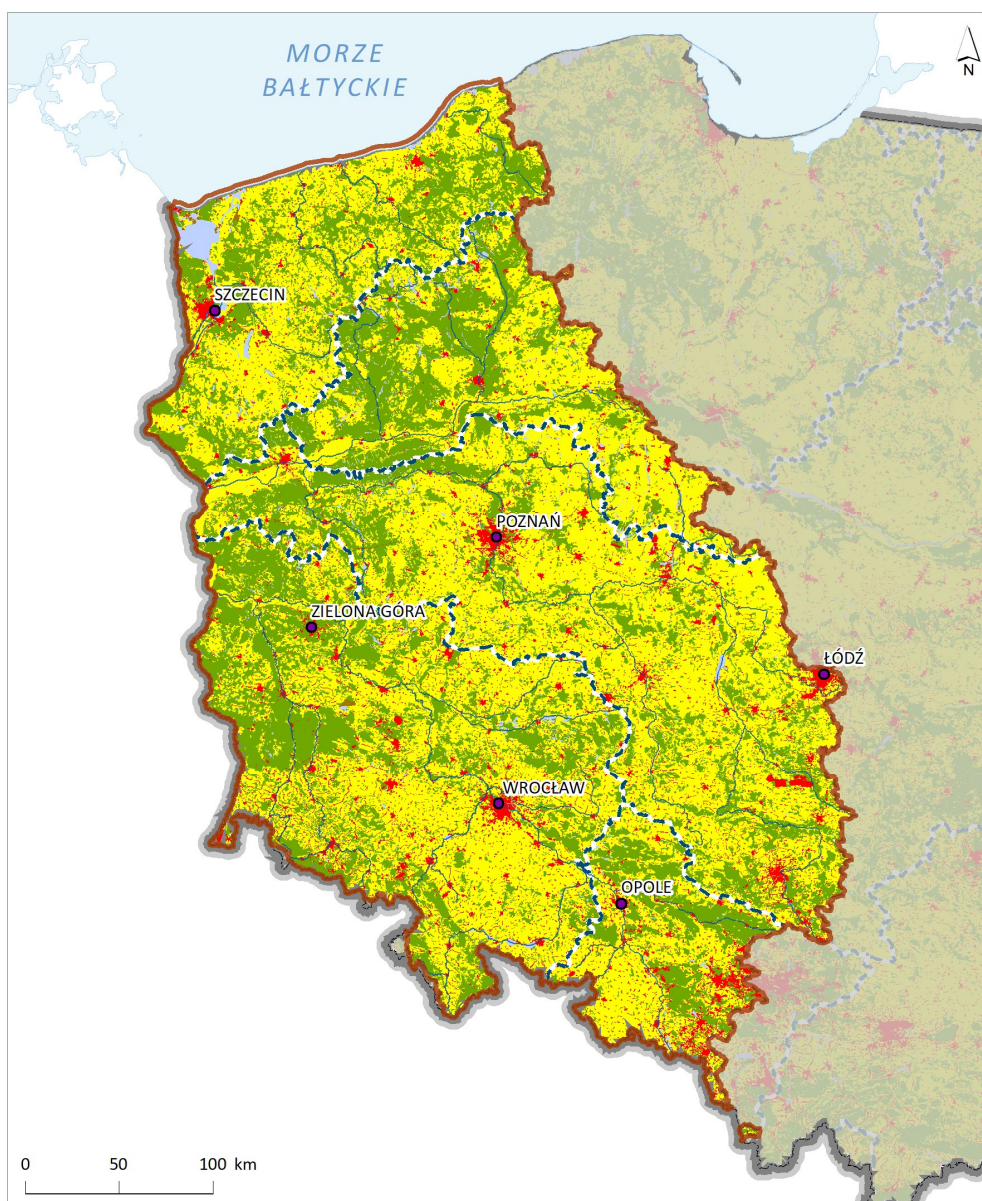 MORZE
BAŁTYCKIE
N
SZCZECIN
POZNAŃ
ZIELONA GÓRA
ŁÓDŹ
WROCŁAW
OPOLE
0 50 100 km